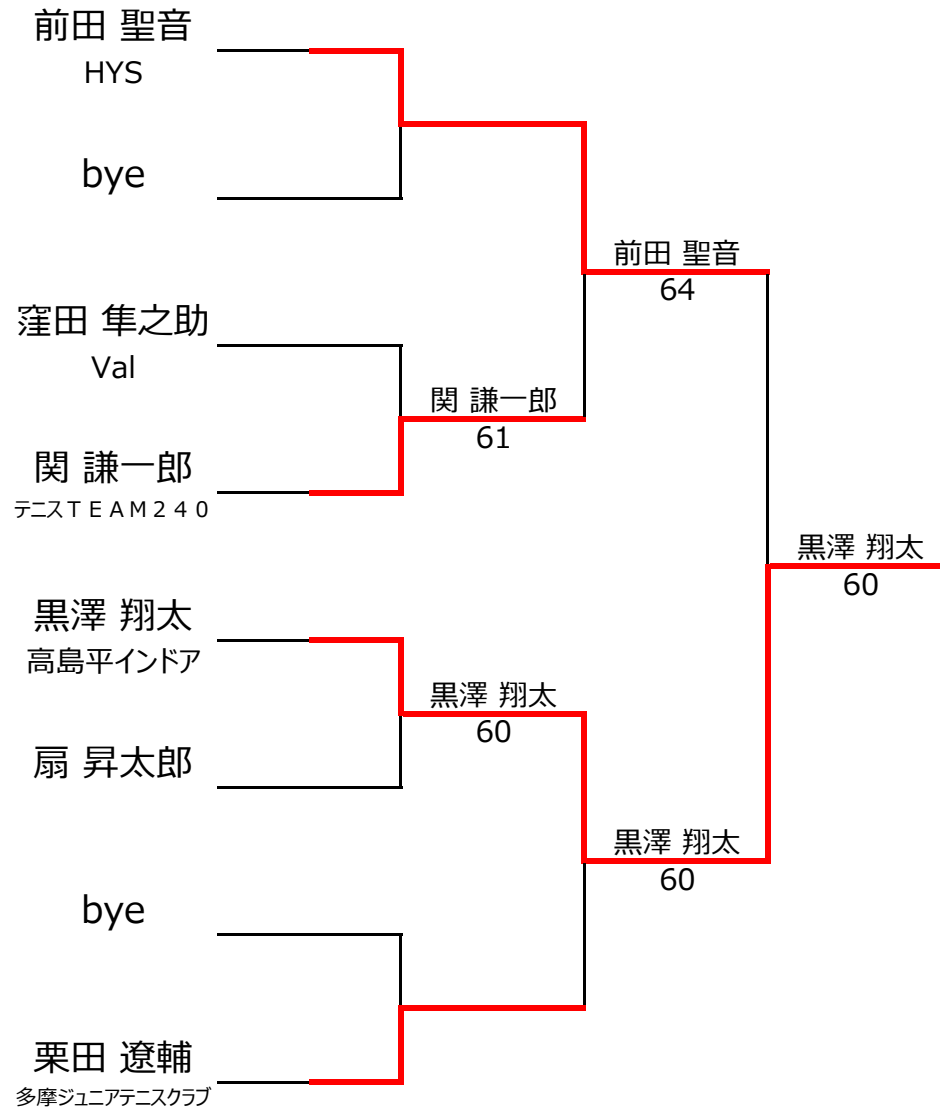 前田 聖音
HYS
bye
前田 聖音
64
窪田 隼之助
Val
関 謙一郎
61
関 謙一郎
テニスＴＥＡＭ２４０
黒澤 翔太
60
黒澤 翔太
高島平インドア
黒澤 翔太
60
扇 昇太郎
黒澤 翔太
60
bye
栗田 遼輔
多摩ジュニアテニスクラブ